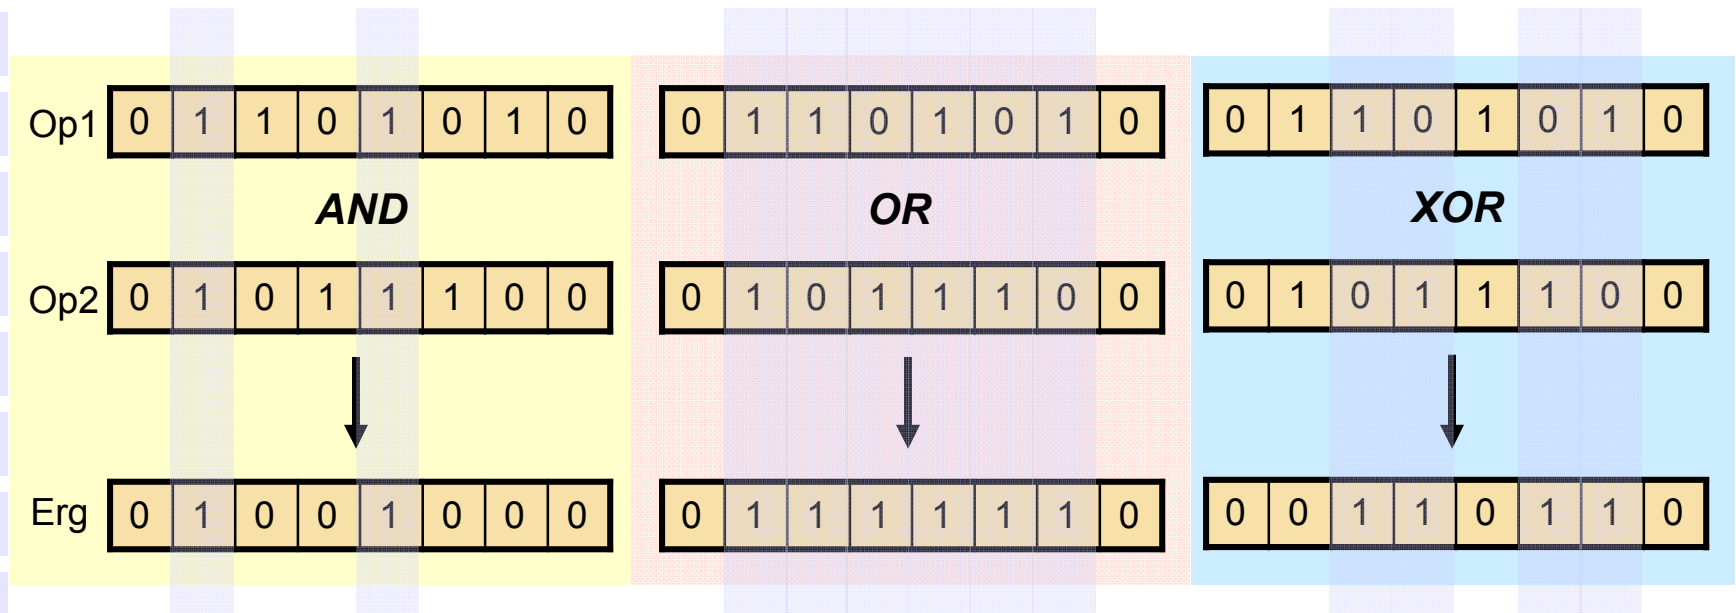 Op1 0 1 1 0 1 0 1 0 0 1 1 0 1 0 1 0 0 1 1 0 1 0 1 0
AND OR XOR
Op2 0 1 0 1 1 1 0 0 0 1 0 1 1 1 0 0 0 1 0 1 1 1 0 0
Erg 0 1 0 0 1 0 0 0 0 1 1 1 1 1 1 0 0 0 1 1 0 1 1 0